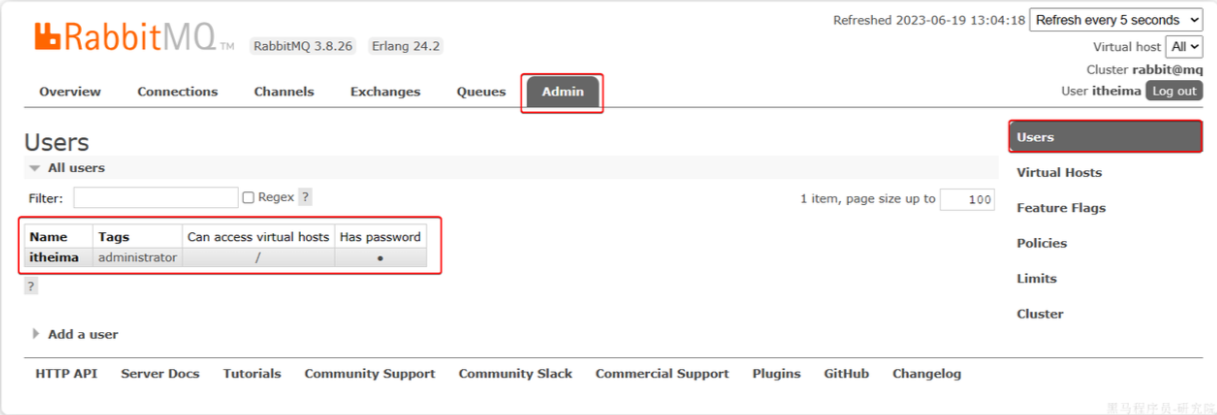 Refreshed 2023-06-19 13:04:18 Refresh every 5 seconds
RabbitMQ TM RabbitMQ 3.8.26 Erlang 24.2
Virtual host All
Cluster rabbit@mq
User itheima Log out
Overview Connections Channels Exchanges Queues Admin
Users
All users
Filter: Regex ? 1 item, page size up to 100
Name Tags Can access virtual hosts Has password
itheima administrator / •
?
Add a user
Users
Virtual Hosts
Feature Flags
Policies
Limits
Cluster
HTTP API Server Docs Tutorials Community Support Community Slack Commercial Support Plugins GitHub Changelog
黑马程序员-研究院